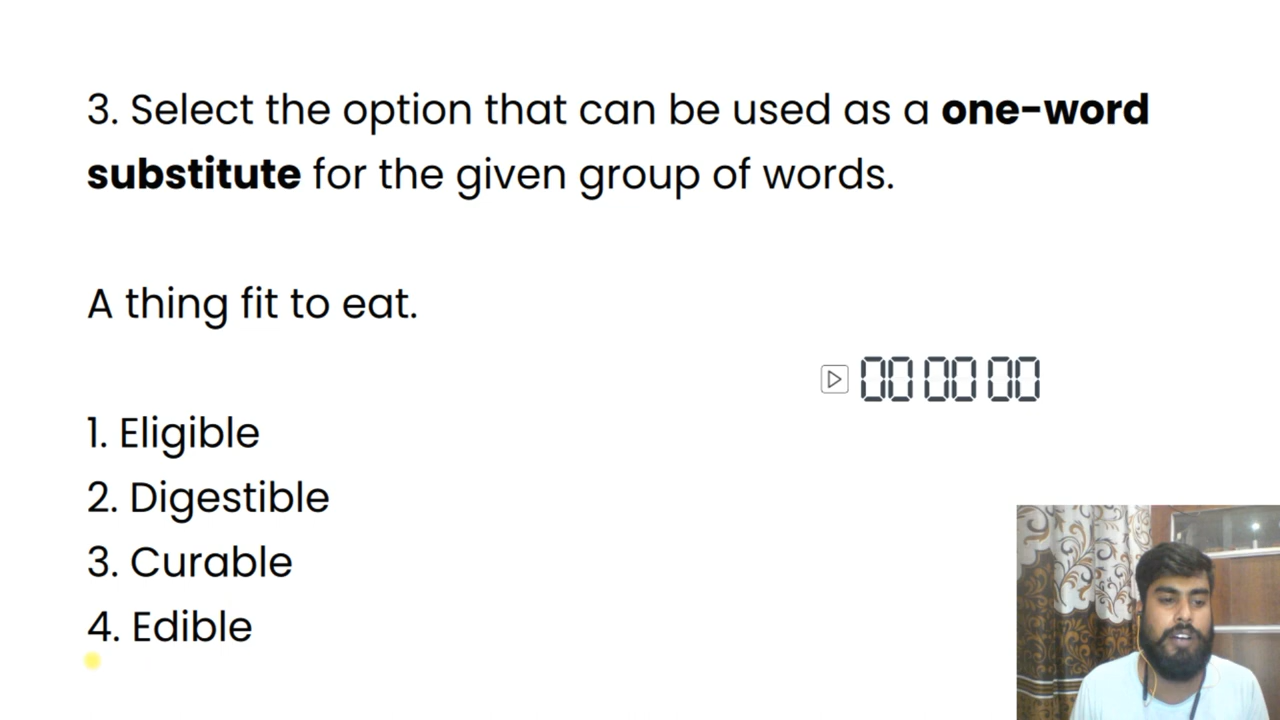 3. Select the option that can be used as a one-word
substitute for the given group of words.
A thing fit to eat.
00 00 00
1. Eligible
2. Digestible
3. Curable
4. Edible